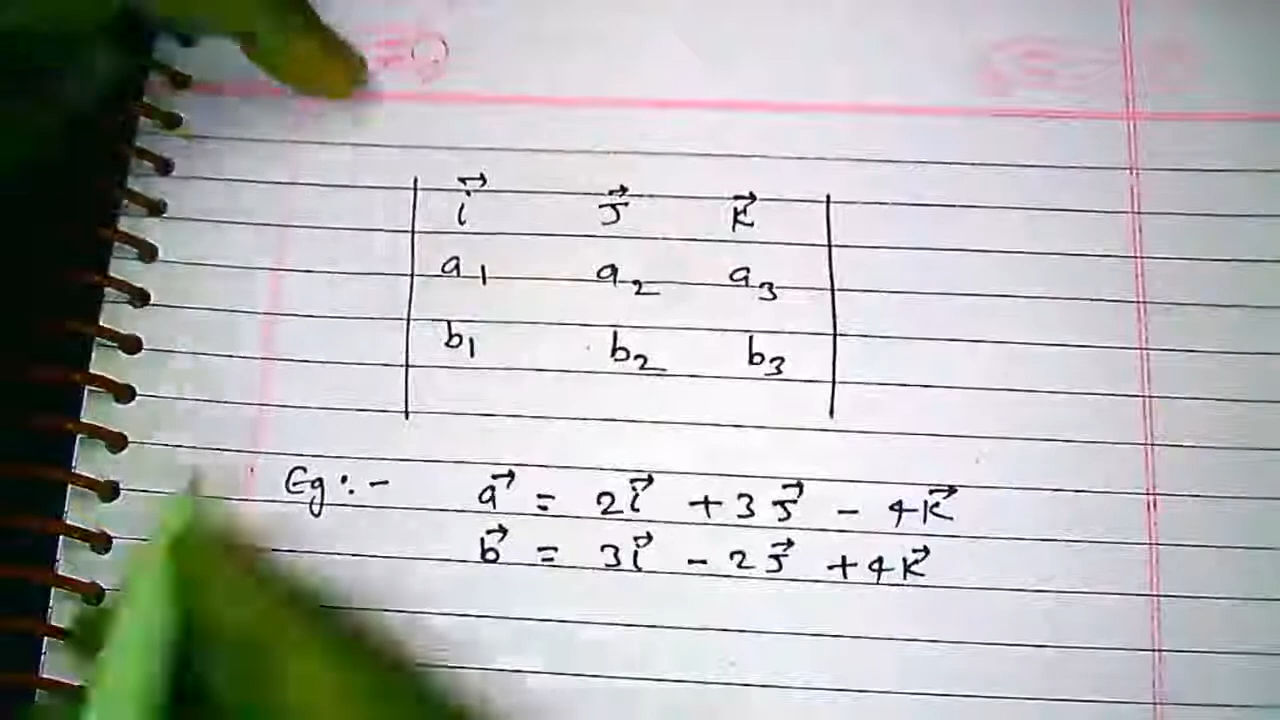 | i⃗ j⃗ k⃗ |
| a₁ a₂ a₃ |
| b₁ b₂ b₃ |
Eg :- a⃗ = 2i⃗ + 3j⃗ - 4k⃗
b⃗ = 3i⃗ - 2j⃗ + 4k⃗